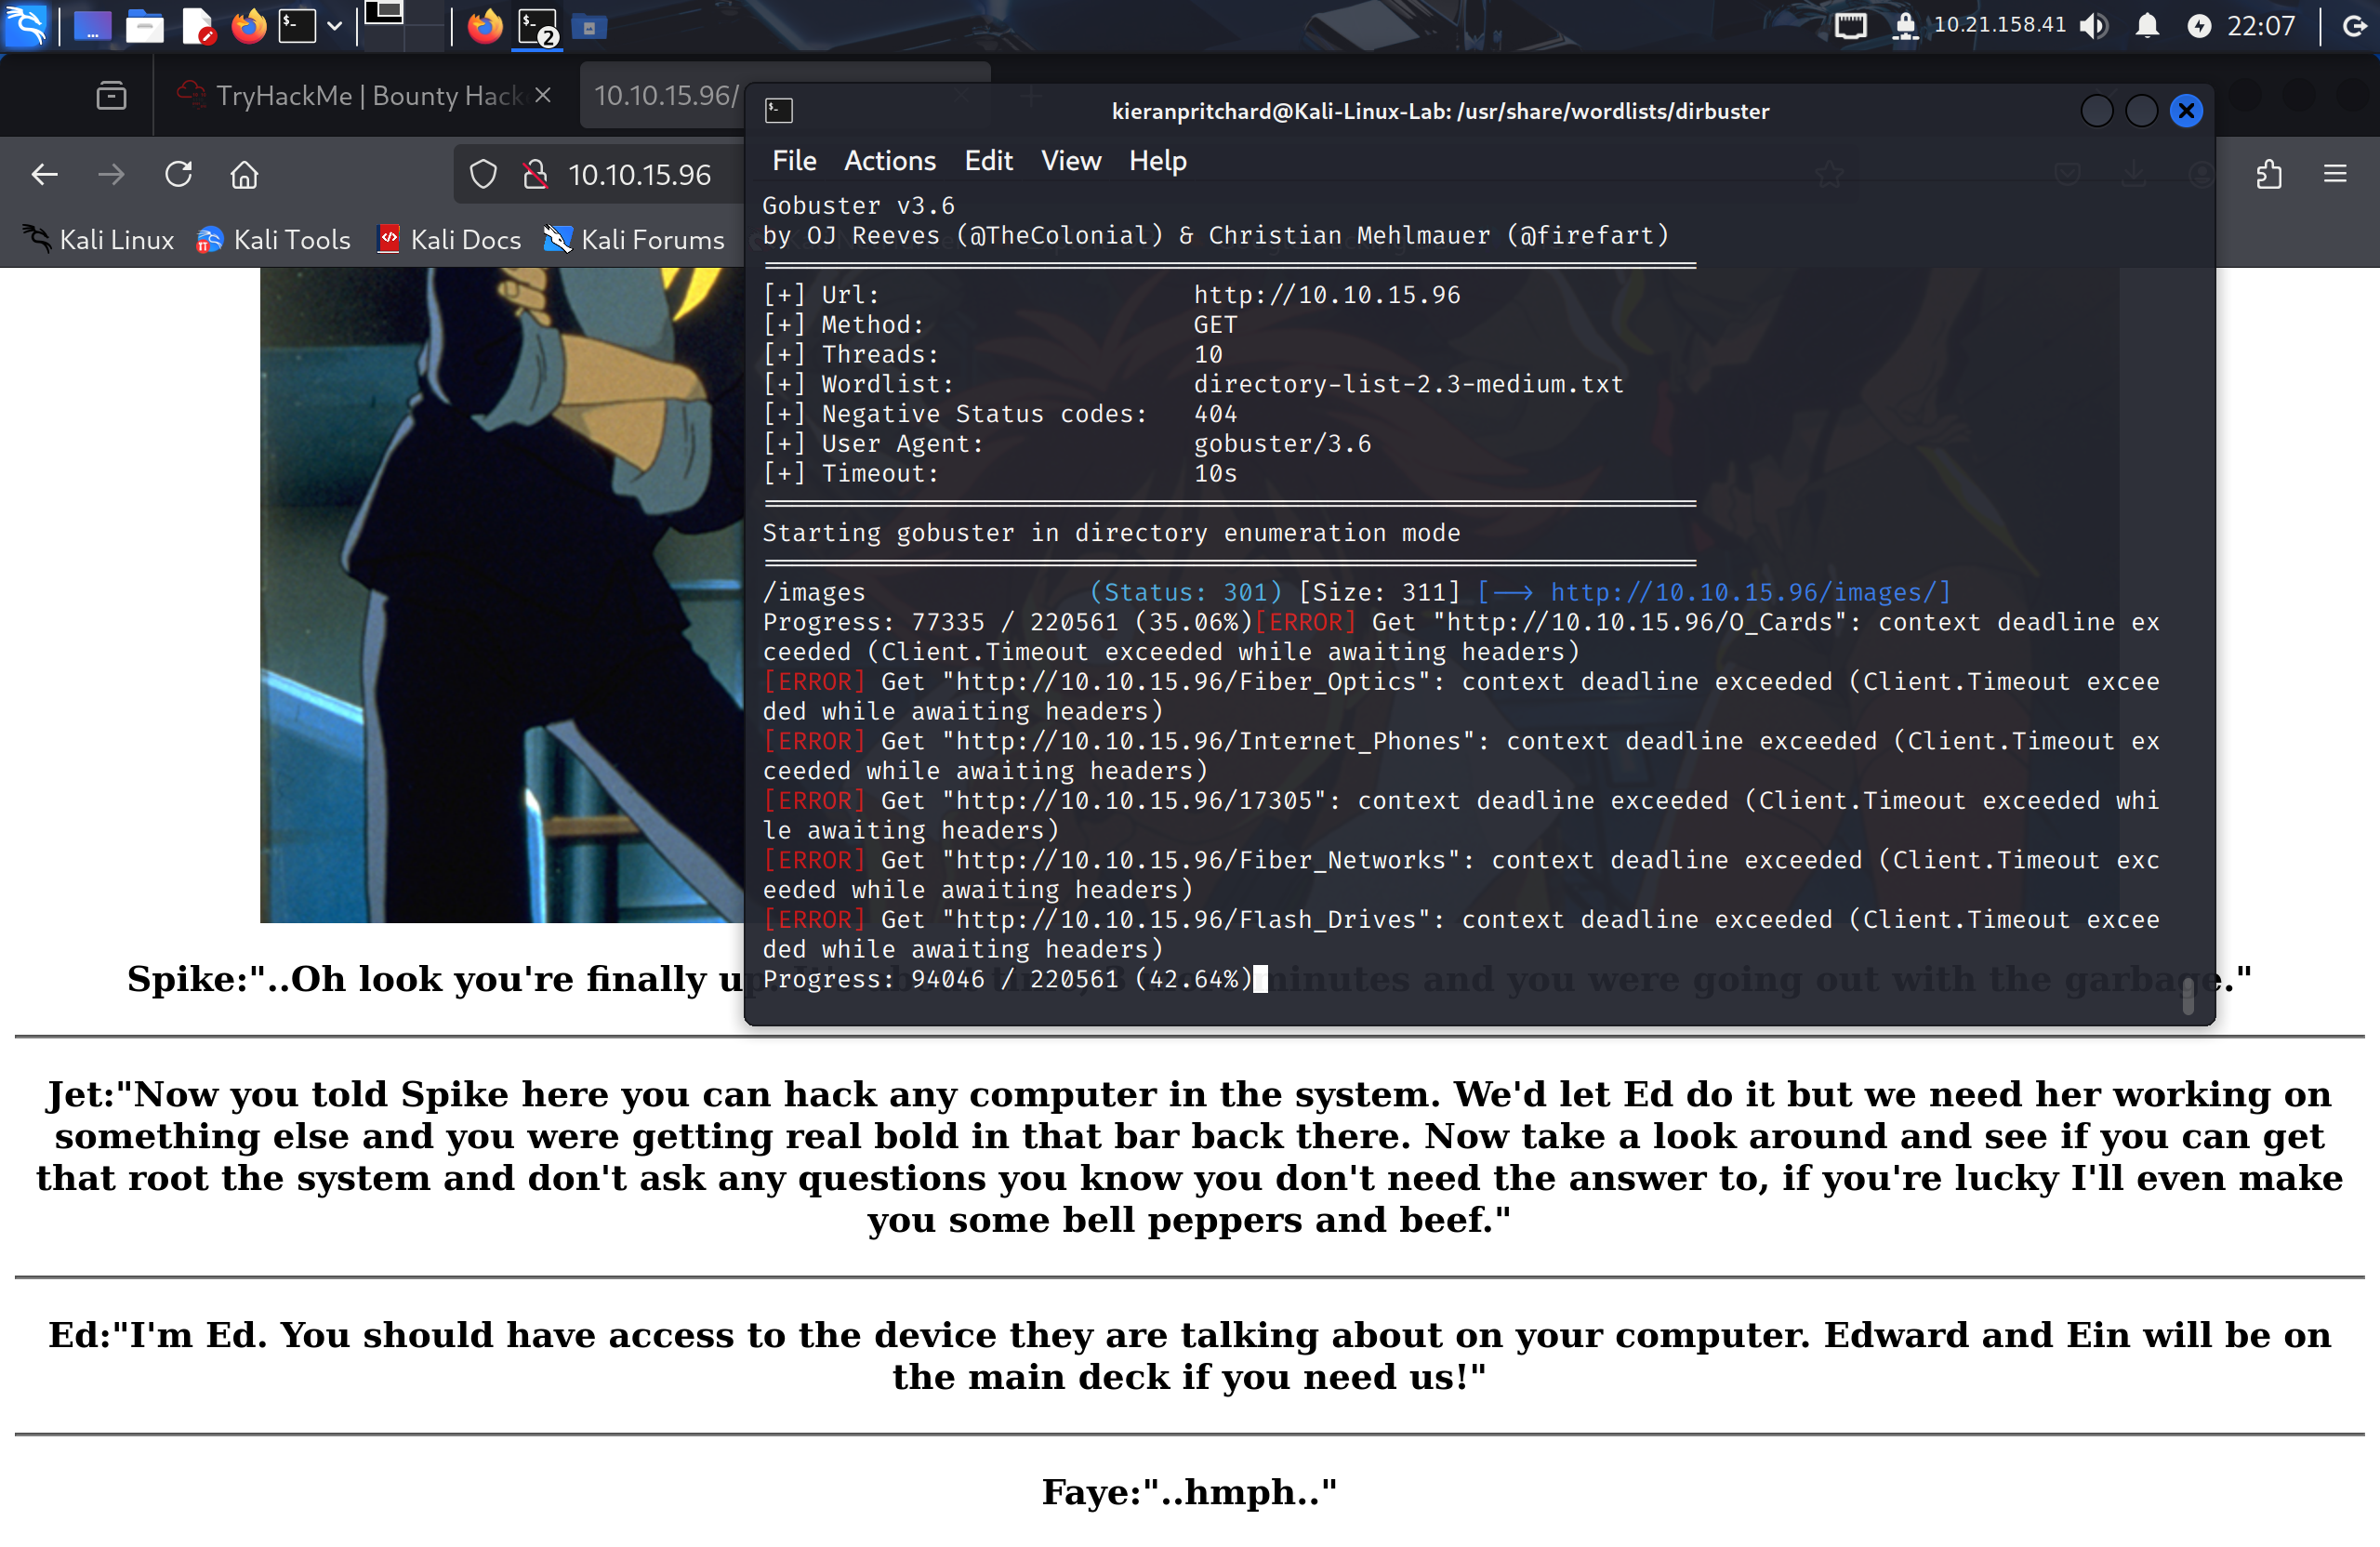 10.21.158.41
22:07
TryHackMe | Bounty Hack
10.10.15.96/
10.10.15.96
Kali Linux
Kali Tools
Kali Docs
Kali Forums
kieranpritchard@Kali-Linux-Lab: /usr/share/wordlists/dirbuster
File Actions Edit View Help
Gobuster v3.6
by OJ Reeves (@TheColonial) & Christian Mehlmauer (@firefart)
[+] Url: http://10.10.15.96
[+] Method: GET
[+] Threads: 10
[+] Wordlist: directory-list-2.3-medium.txt
[+] Negative Status codes: 404
[+] User Agent: gobuster/3.6
[+] Timeout: 10s
Starting gobuster in directory enumeration mode
/images (Status: 301) [Size: 311] [--> http://10.10.15.96/images/]
Progress: 77335 / 220561 (35.06%)[ERROR] Get "http://10.10.15.96/O_Cards": context deadline ex
ceeded (Client.Timeout exceeded while awaiting headers)
[ERROR] Get "http://10.10.15.96/Fiber_Optics": context deadline exceeded (Client.Timeout excee
ded while awaiting headers)
[ERROR] Get "http://10.10.15.96/Internet_Phones": context deadline exceeded (Client.Timeout ex
ceeded while awaiting headers)
[ERROR] Get "http://10.10.15.96/17305": context deadline exceeded (Client.Timeout exceeded whi
le awaiting headers)
[ERROR] Get "http://10.10.15.96/Fiber_Networks": context deadline exceeded (Client.Timeout exc
eeded while awaiting headers)
[ERROR] Get "http://10.10.15.96/Flash_Drives": context deadline exceeded (Client.Timeout excee
ded while awaiting headers)
Progress: 94046 / 220561 (42.64%)
Spike:"..Oh look you're finally up minutes and you were going out with the garbage."
Jet:"Now you told Spike here you can hack any computer in the system. We'd let Ed do it but we need her working on
something else and you were getting real bold in that bar back there. Now take a look around and see if you can get
that root the system and don't ask any questions you know you don't need the answer to, if you're lucky I'll even make
you some bell peppers and beef."
Ed:"I'm Ed. You should have access to the device they are talking about on your computer. Edward and Ein will be on
the main deck if you need us!"
Faye:"..hmph.."